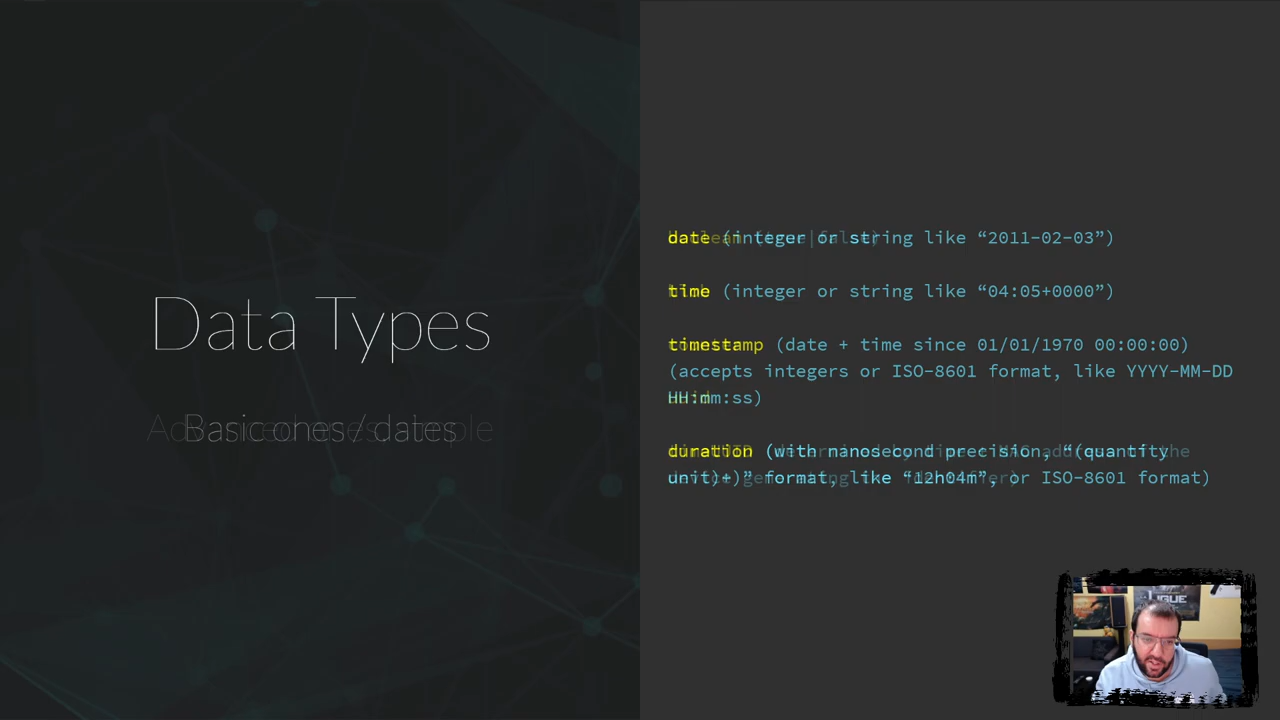 Data Types
Basic ones / dates
date (integer or string like “2011-02-03”)
time (integer or string like “04:05+0000”)
timestamp (date + time since 01/01/1970 00:00:00)
(accepts integers or ISO-8601 format, like YYYY-MM-DD
HH:mm:ss)
duration (with nanosecond precision, “(quantity
unit)+)” format, like “12h04m”, or ISO-8601 format)